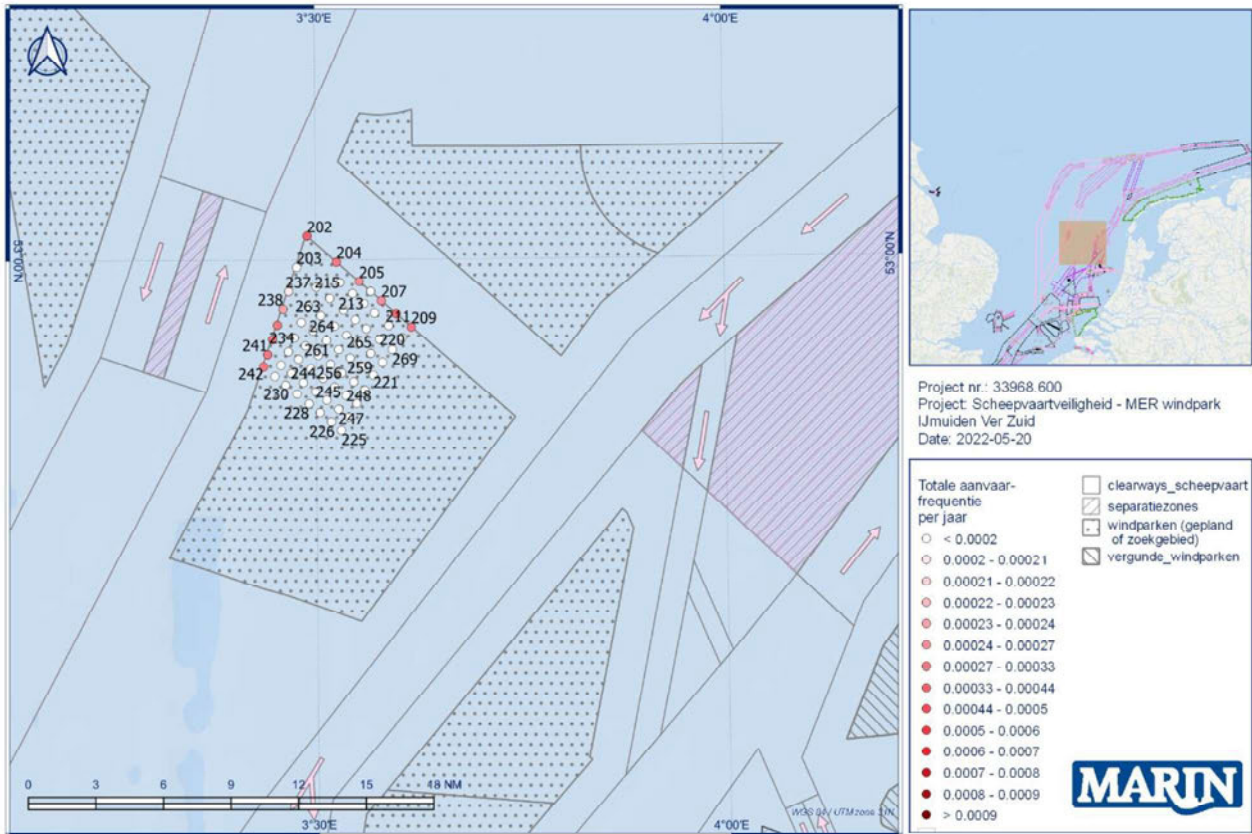 3°30'E
4°00'E
53°00'N
53°00'N
202
204
203
205
237
215
207
238
213
211
209
263
264
234
265
220
241
261
269
242
244
256
259
221
230
245
248
228
247
226
225
0 3 6 9 12 15 18 NM
WGS 84 / UTM zone 31N
3°30'E
4°00'E
Project nr.: 33968.600
Project: Scheepvaartveiligheid - MER windpark
IJmuiden Ver Zuid
Date: 2022-05-20
Totale aanvaar-
frequentie
per jaar
< 0.0002
0.0002 - 0.00021
0.00021 - 0.00022
0.00022 - 0.00023
0.00023 - 0.00024
0.00024 - 0.00027
0.00027 - 0.00033
0.00033 - 0.00044
0.00044 - 0.0005
0.0005 - 0.0006
0.0006 - 0.0007
0.0007 - 0.0008
0.0008 - 0.0009
> 0.0009
clearways_scheepvaart
separatiezones
windparken (gepland
of zoekgebied)
vergunde_windparken
MARIN